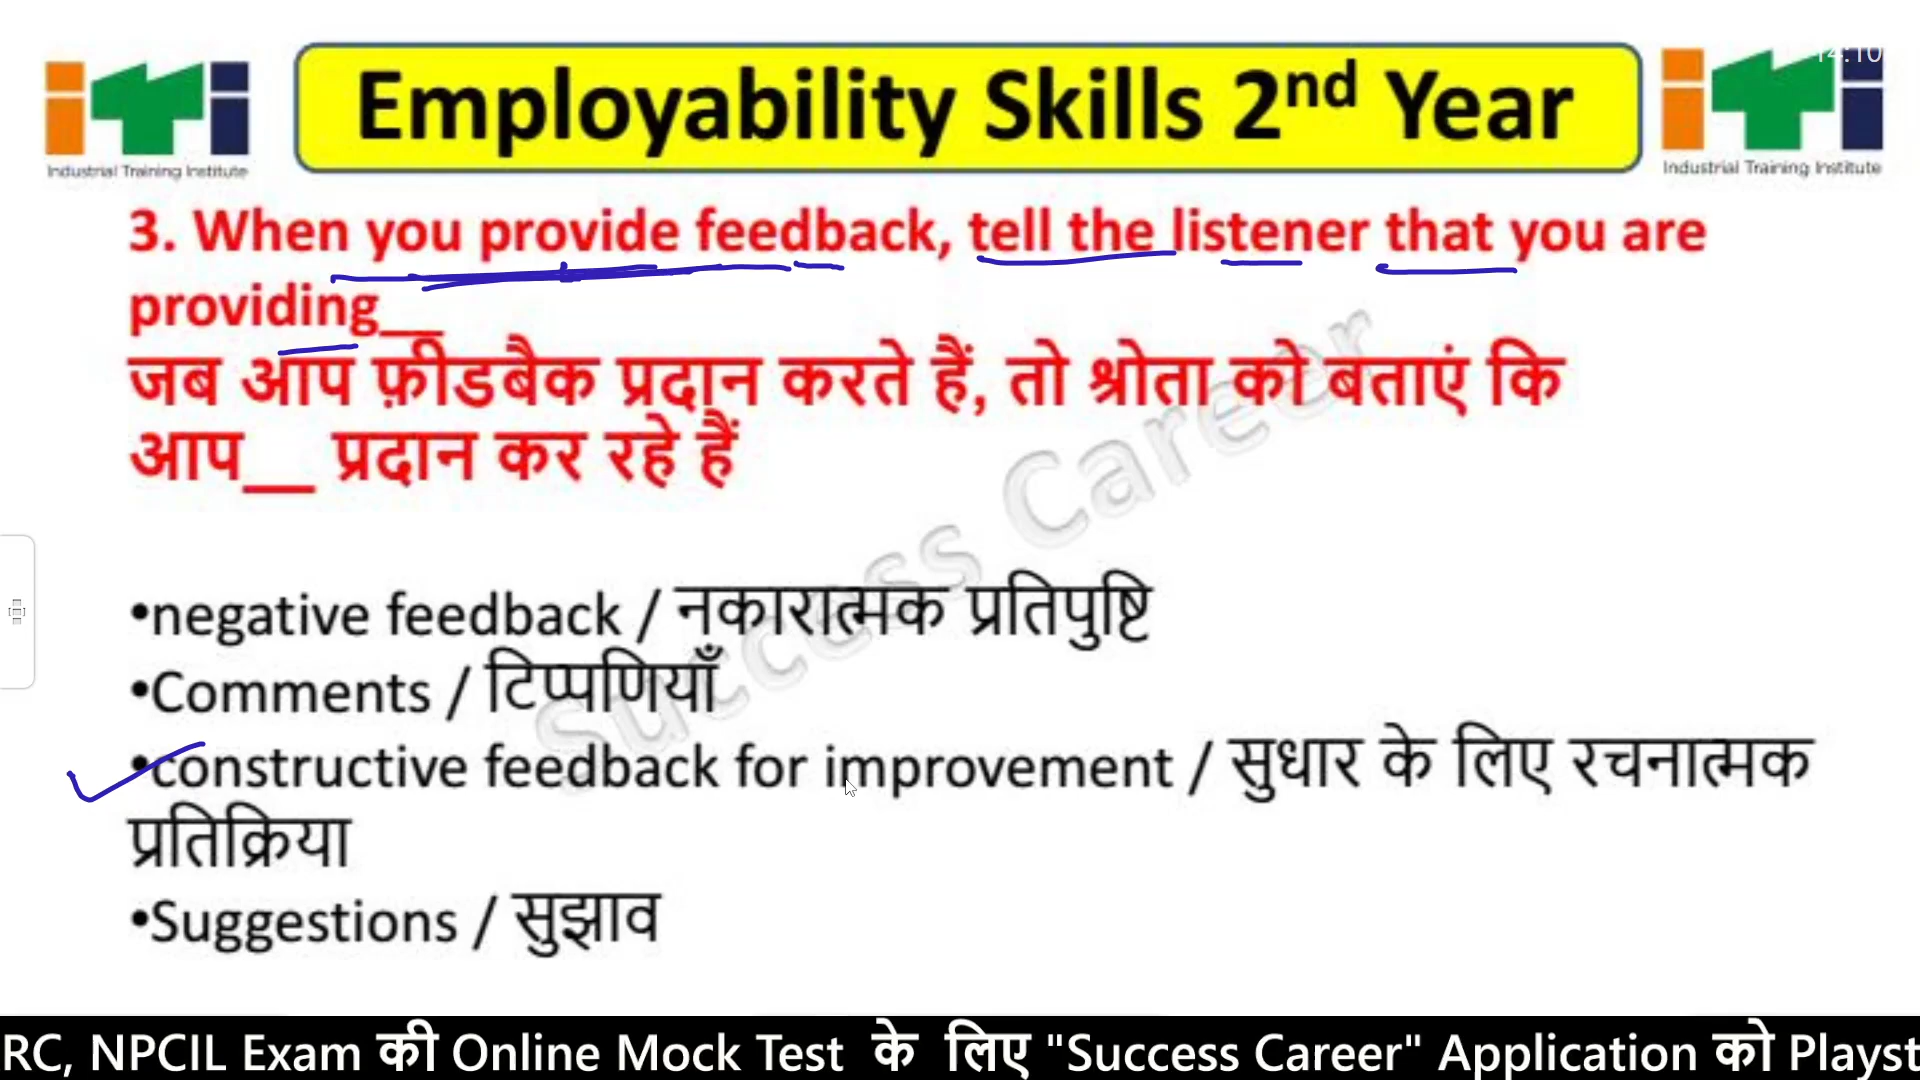 14:10
Employability Skills 2nd Year
Industrial Training Institute
Industrial Training Institute
3. When you provide feedback, tell the listener that you are
providing__
जब आप फ़ीडबैक प्रदान करते हैं, तो श्रोता को बताएं कि
आप__ प्रदान कर रहे हैं
Success Career
•negative feedback / नकारात्मक प्रतिपुष्टि
•Comments / टिप्पणियाँ
•constructive feedback for improvement / सुधार के लिए रचनात्मक
प्रतिक्रिया
•Suggestions / सुझाव
RC, NPCIL Exam की Online Mock Test के लिए "Success Career" Application को Playst